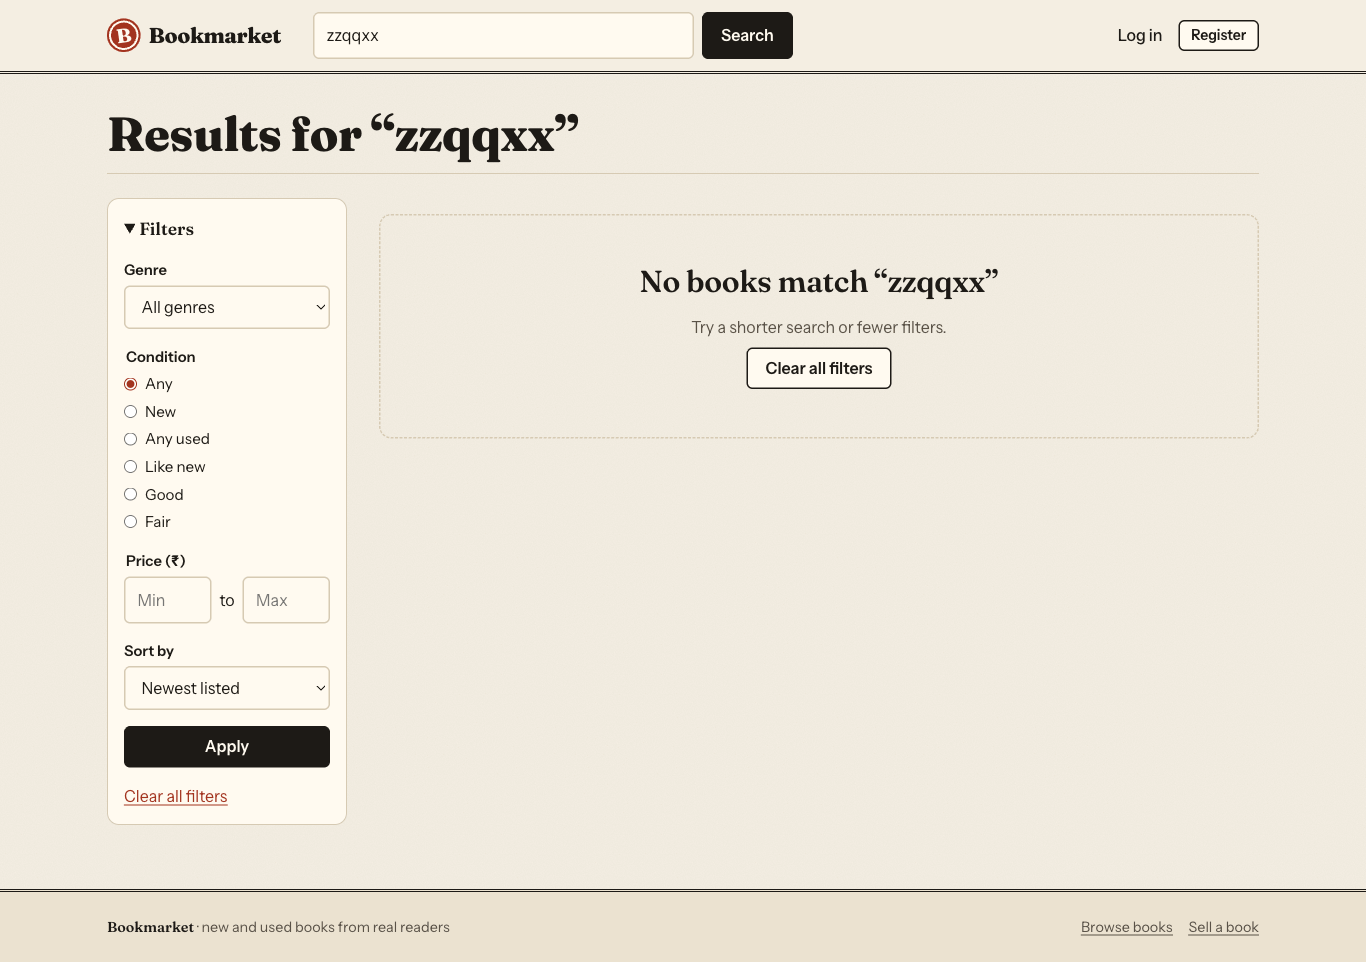 B Bookmarket
zzqqxx
Search
Log in
Register
Results for “zzqqxx”
▼ Filters
Genre
All genres
Condition
Any
New
Any used
Like new
Good
Fair
Price (₹)
Min to Max
Sort by
Newest listed
Apply
Clear all filters
No books match “zzqqxx”
Try a shorter search or fewer filters.
Clear all filters
Bookmarket · new and used books from real readers
Browse books
Sell a book